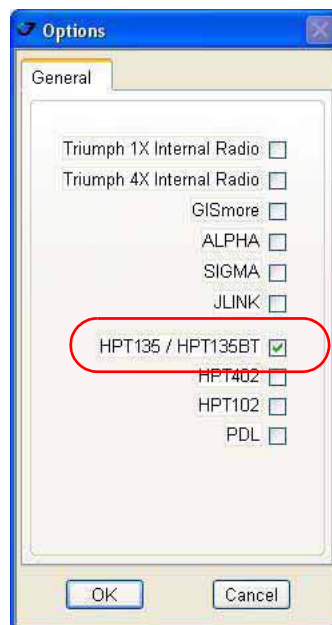 Options
General
Triumph 1X Internal Radio
Triumph 4X Internal Radio
GISmore
ALPHA
SIGMA
JLINK
HPT135 / HPT135BT
HPT402
HPT102
PDL
OK Cancel